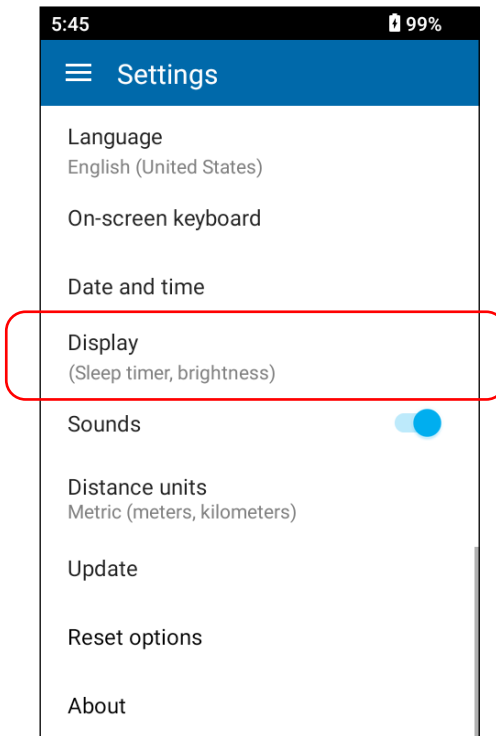 5:45 99%
Settings
Language
English (United States)
On-screen keyboard
Date and time
Display
(Sleep timer, brightness)
Sounds
Distance units
Metric (meters, kilometers)
Update
Reset options
About